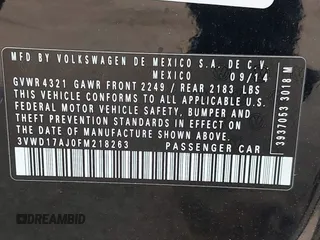 MFD BY VOLKSWAGEN DE MEXICO S.A. DE C.V.
MEXICO 09/14
GVWR 4321 GAWR FRONT 2249 / REAR 2183 LBS
THIS VEHICLE CONFORMS TO ALL APPLICABLE U.S.
FEDERAL MOTOR VEHICLE SAFETY, BUMPER, AND
THEFT PREVENTION STANDARDS IN EFFECT ON THE
DATE OF MANUFACTURE SHOWN ABOVE.
3VWD17AJ0FM218263 PASSENGER CAR
3937053 3018 M
DREAMBID